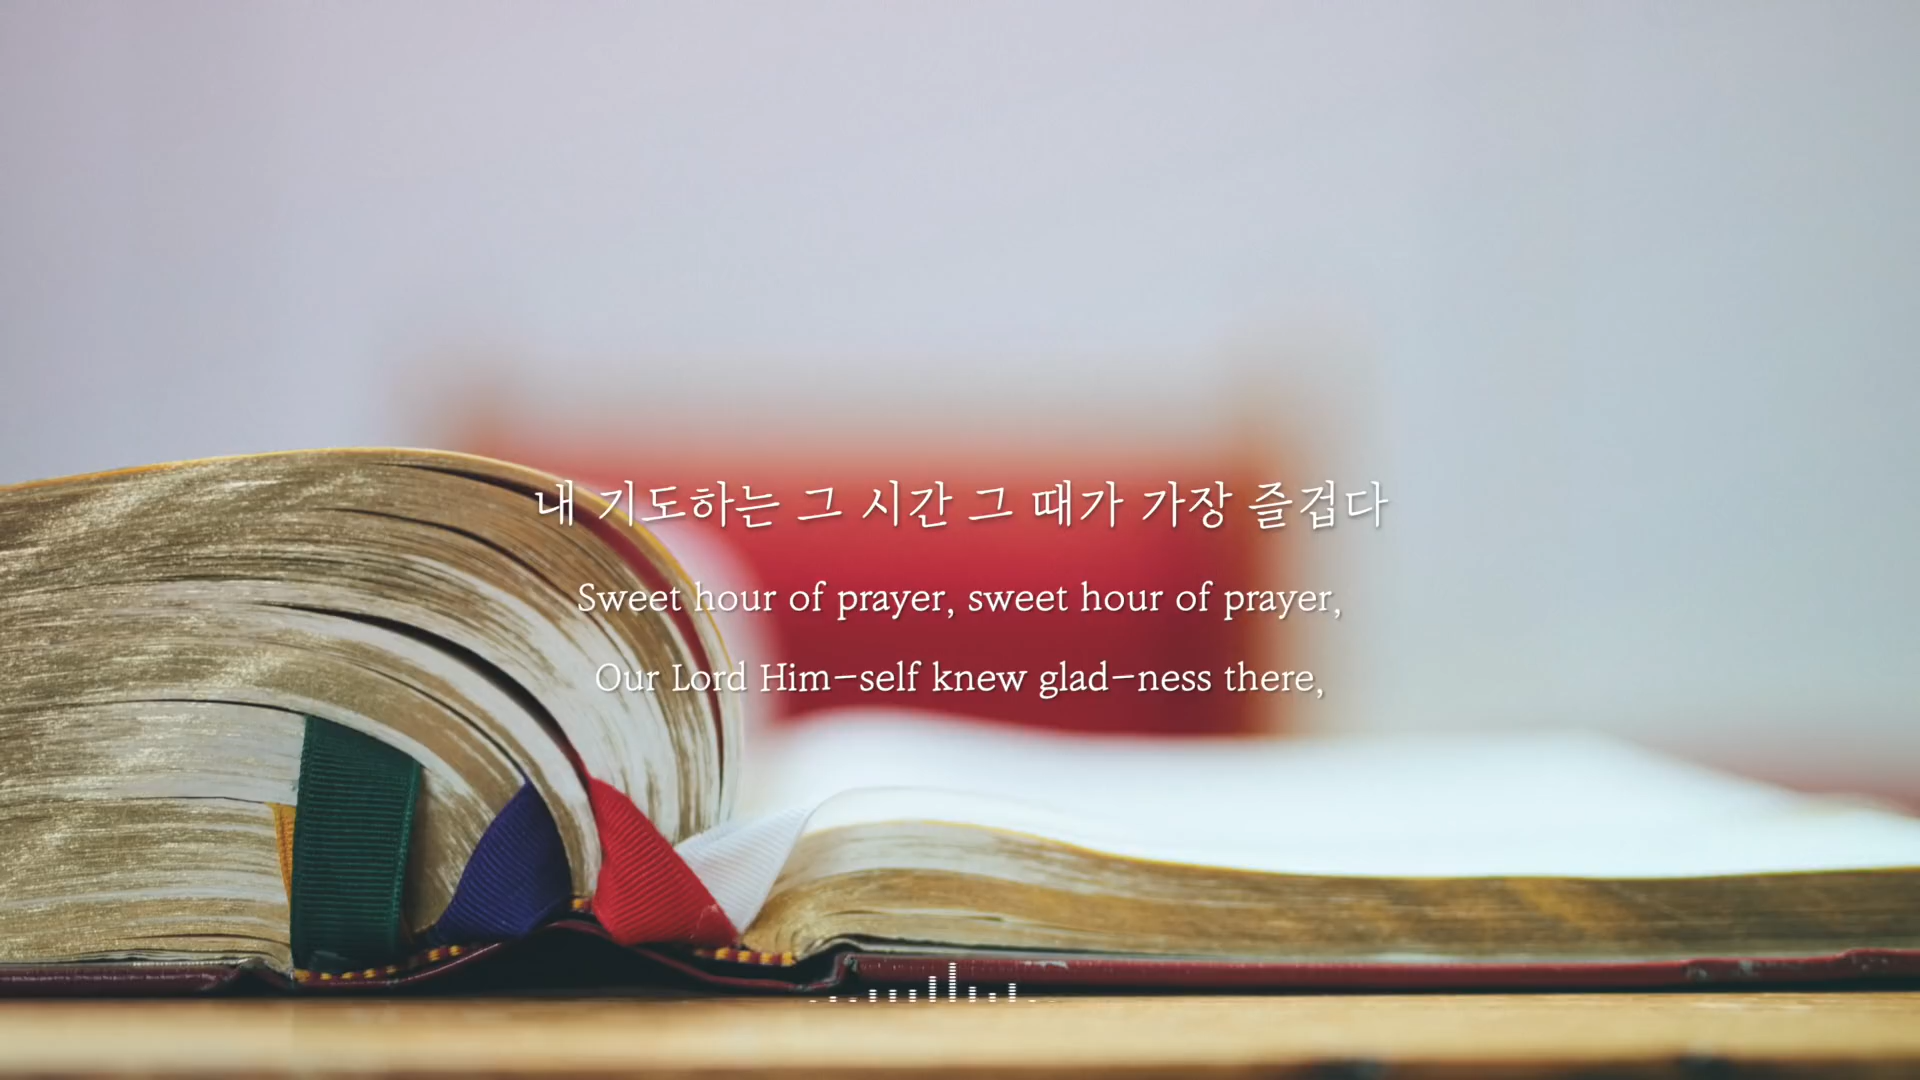 내 기도하는 그 시간 그 때가 가장 즐겁다
Sweet hour of prayer, sweet hour of prayer,
Our Lord Him-self knew glad-ness there,